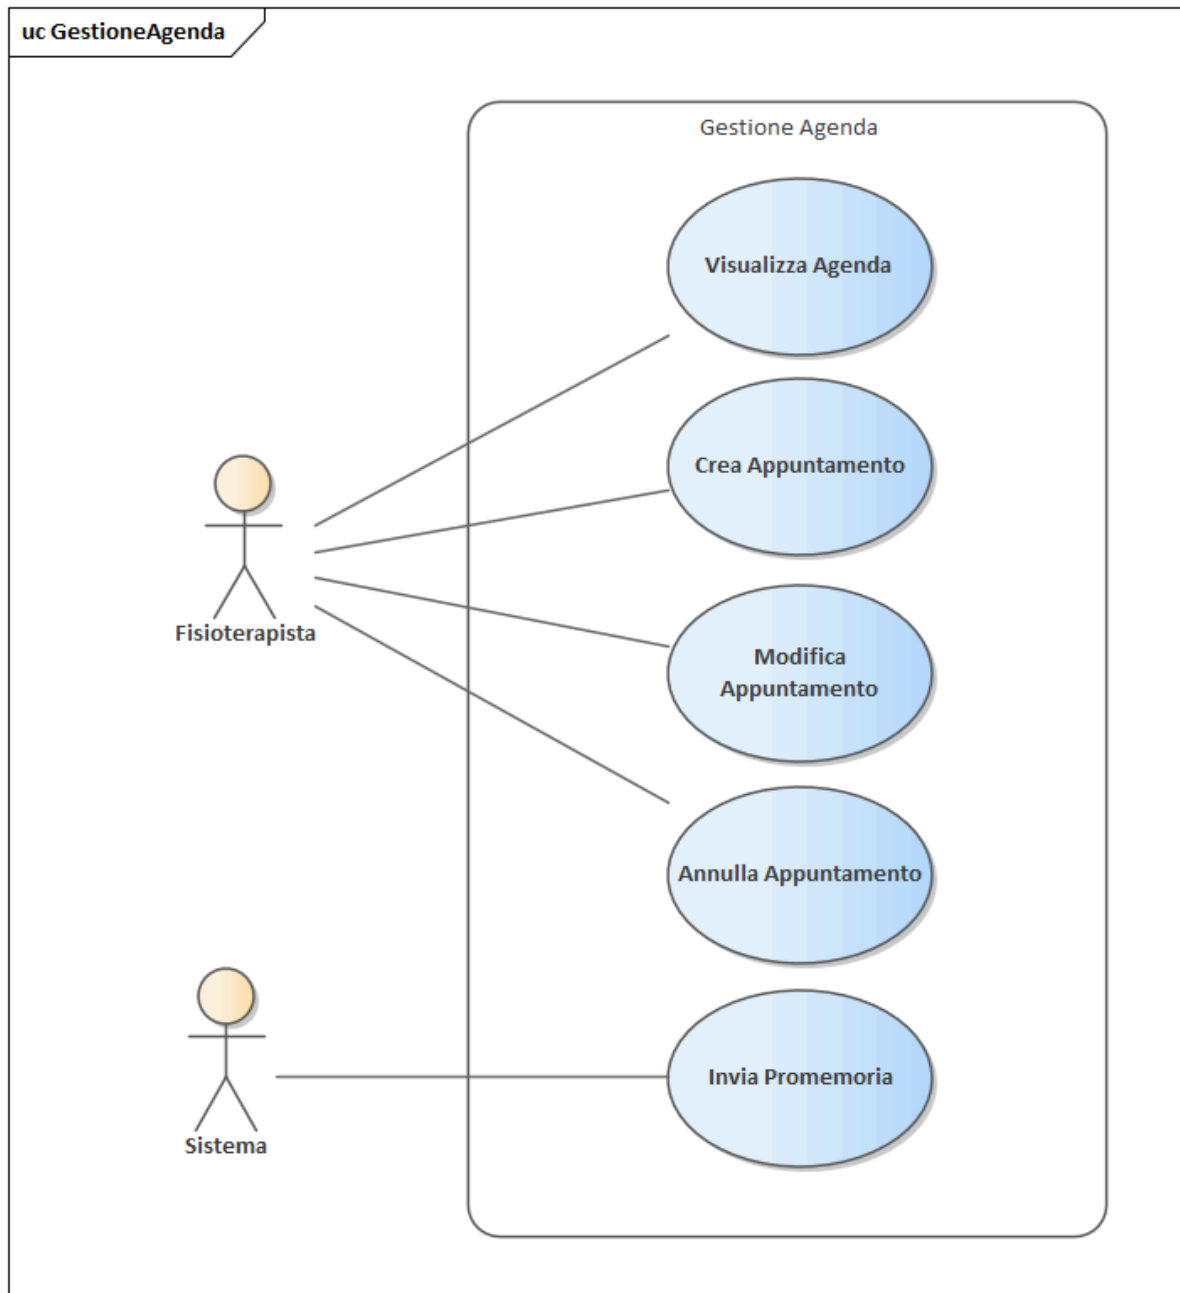 uc GestioneAgenda
Gestione Agenda
Visualizza Agenda
Crea Appuntamento
Fisioterapista
Modifica
Appuntamento
Annulla Appuntamento
Invia Promemoria
Sistema